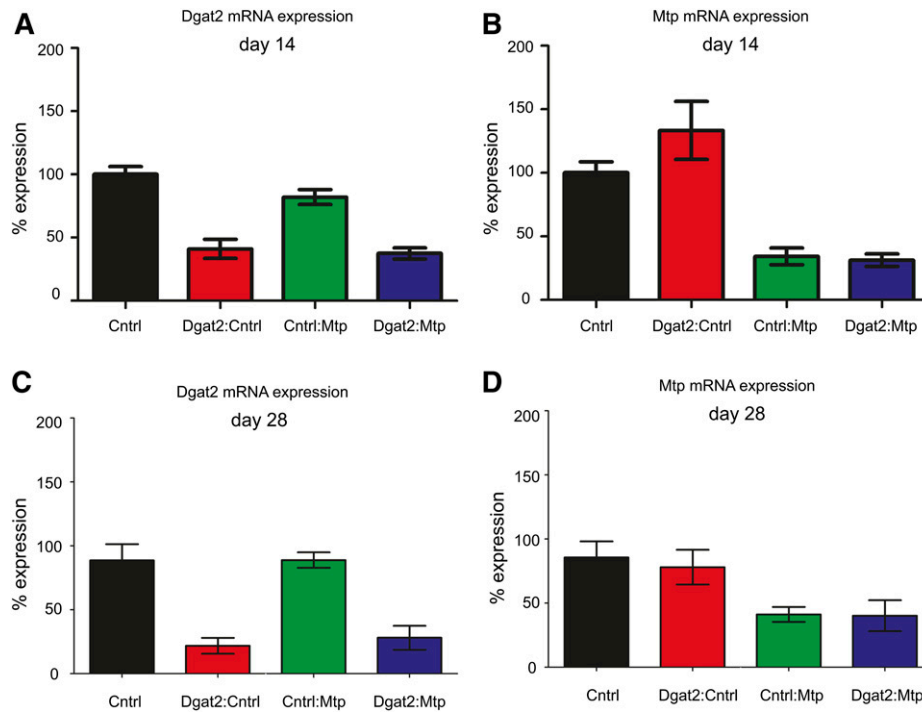 A
Dgat2 mRNA expression
day 14
% expression
200
150
100
50
0
Cntrl
Dgat2:Cntrl
Cntrl:Mtp
Dgat2:Mtp
B
Mtp mRNA expression
day 14
% expression
200
150
100
50
0
Cntrl
Dgat2:Cntrl
Cntrl:Mtp
Dgat2:Mtp
C
Dgat2 mRNA expression
day 28
% expression
200
150
100
50
0
Cntrl
Dgat2:Cntrl
Cntrl:Mtp
Dgat2:Mtp
D
Mtp mRNA expression
day 28
% expression
200
150
100
50
0
Cntrl
Dgat2:Cntrl
Cntrl:Mtp
Dgat2:Mtp